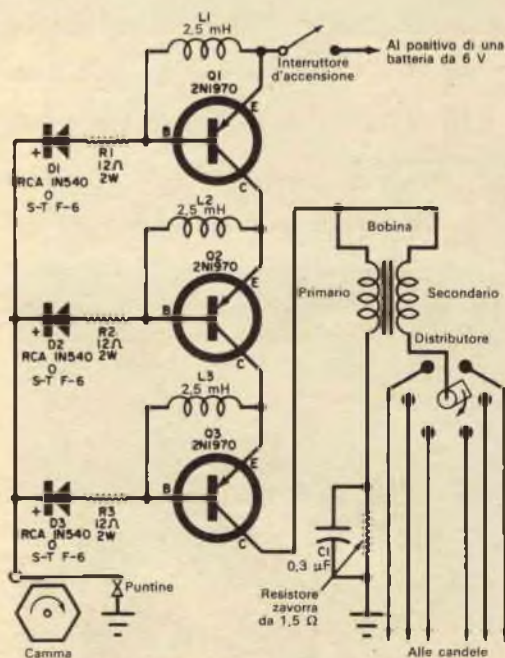 L1
2,5 mH
Al positivo di una
batteria da 6 V
Interruttore
d'accensione
Q1
2N1970
E
B
C
+
D1
RCA IN540
O
S-T F-6
R1
12Ω
2W
L2
2,5 mH
Q2
2N1970
E
B
C
+
D2
RCA IN540
O
S-T F-6
R2
12Ω
2W
Bobina
Primario
Secondario
Distributore
L3
2,5 mH
Q3
2N1970
E
B
C
+
D3
RCA IN540
O
S-T F-6
R3
12Ω
2W
C1
0,3 µF
Resistore
zavorra
da 1,5 Ω
Puntine
Camma
Alle candele